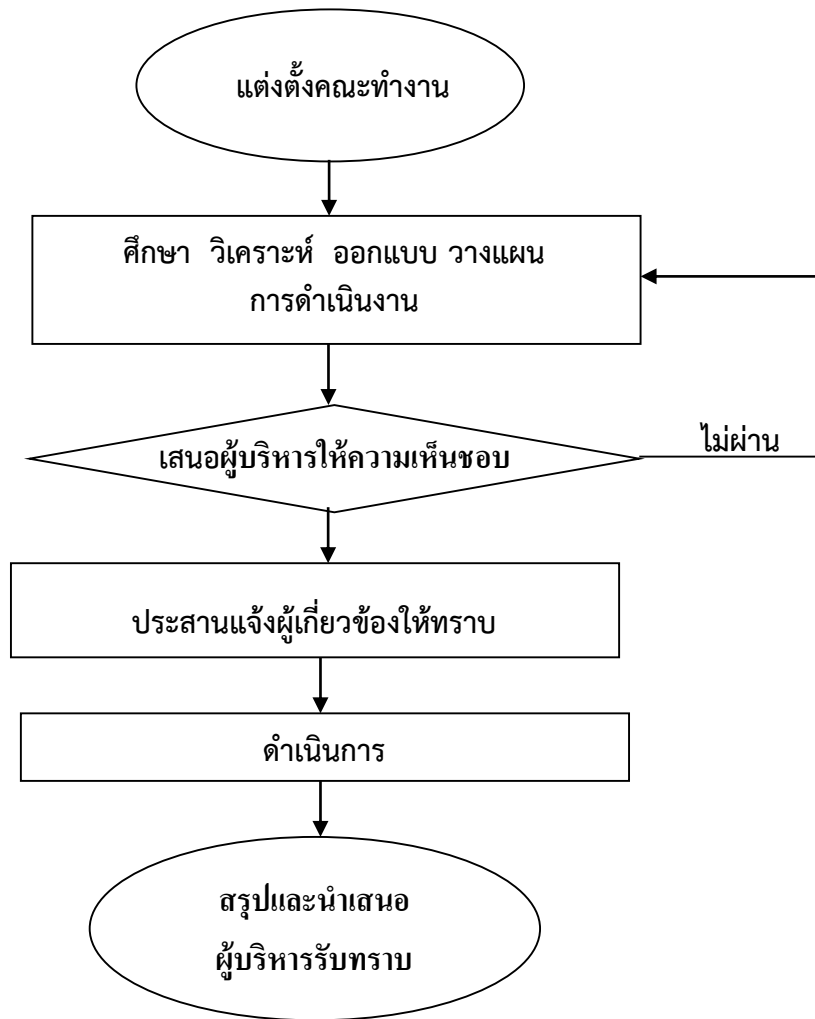 แต่งตั้งคณะทำงาน
ศึกษา วิเคราะห์ ออกแบบ วางแผน
การดำเนินงาน
เสนอผู้บริหารให้ความเห็นชอบ
ไม่ผ่าน
ประสานแจ้งผู้เกี่ยวข้องให้ทราบ
ดำเนินการ
สรุปและนำเสนอ
ผู้บริหารรับทราบ